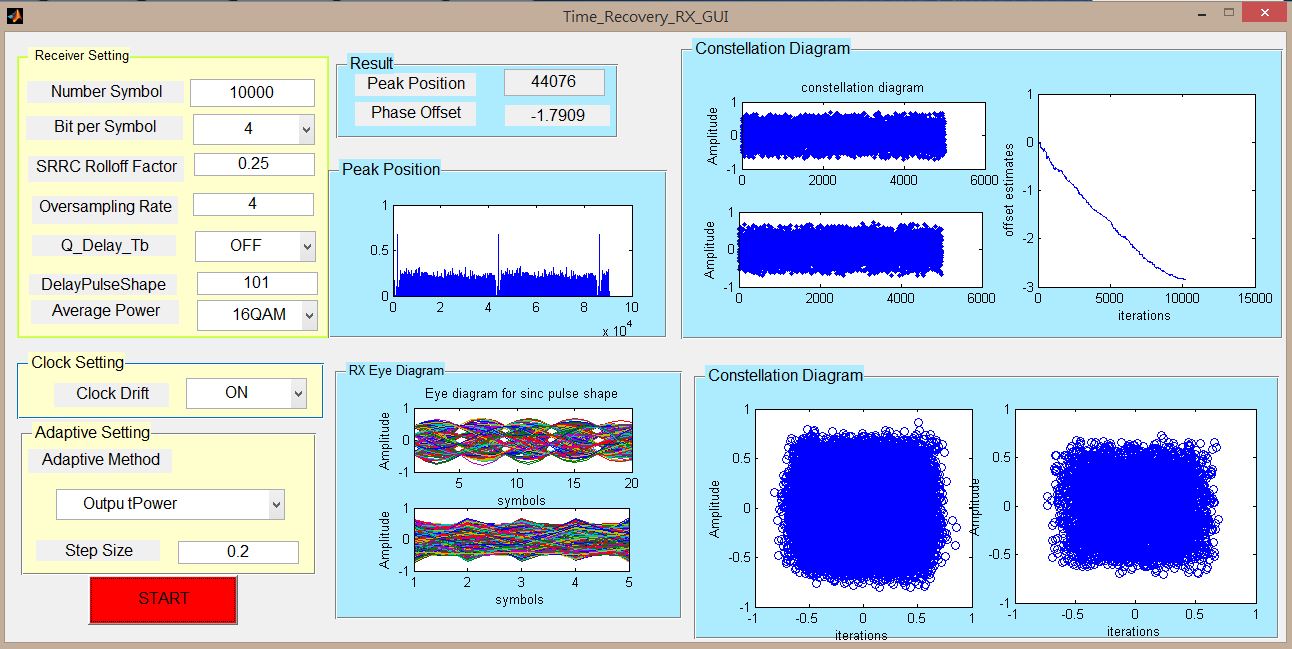 Time_Recovery_RX_GUI
Receiver Setting
Number Symbol 10000
Bit per Symbol 4
SRRC Rolloff Factor 0.25
Oversampling Rate 4
Q_Delay_Tb OFF
DelayPulseShape 101
Average Power 16QAM
Clock Setting
Clock Drift ON
Adaptive Setting
Adaptive Method
Outpu tPower
Step Size 0.2
START
Result
Peak Position 44076
Phase Offset -1.7909
Peak Position
1
0.5
0
0 2 4 6 8 10
x 10^4
RX Eye Diagram
Eye diagram for sinc pulse shape
Amplitude
1
0
-1
5 10 15 20
symbols
Amplitude
1
0
-1
1 2 3 4 5
symbols
Constellation Diagram
constellation diagram
Amplitude
1
0
-1
0 2000 4000 6000
Amplitude
1
0
-1
0 2000 4000 6000
offset estimates
1
0
-1
-2
-3
0 5000 10000 15000
iterations
Constellation Diagram
Amplitude
1
0.5
0
-0.5
-1
-1 -0.5 0 0.5 1
iterations
Amplitude
1
0.5
0
-0.5
-1
-1 -0.5 0 0.5 1
iterations